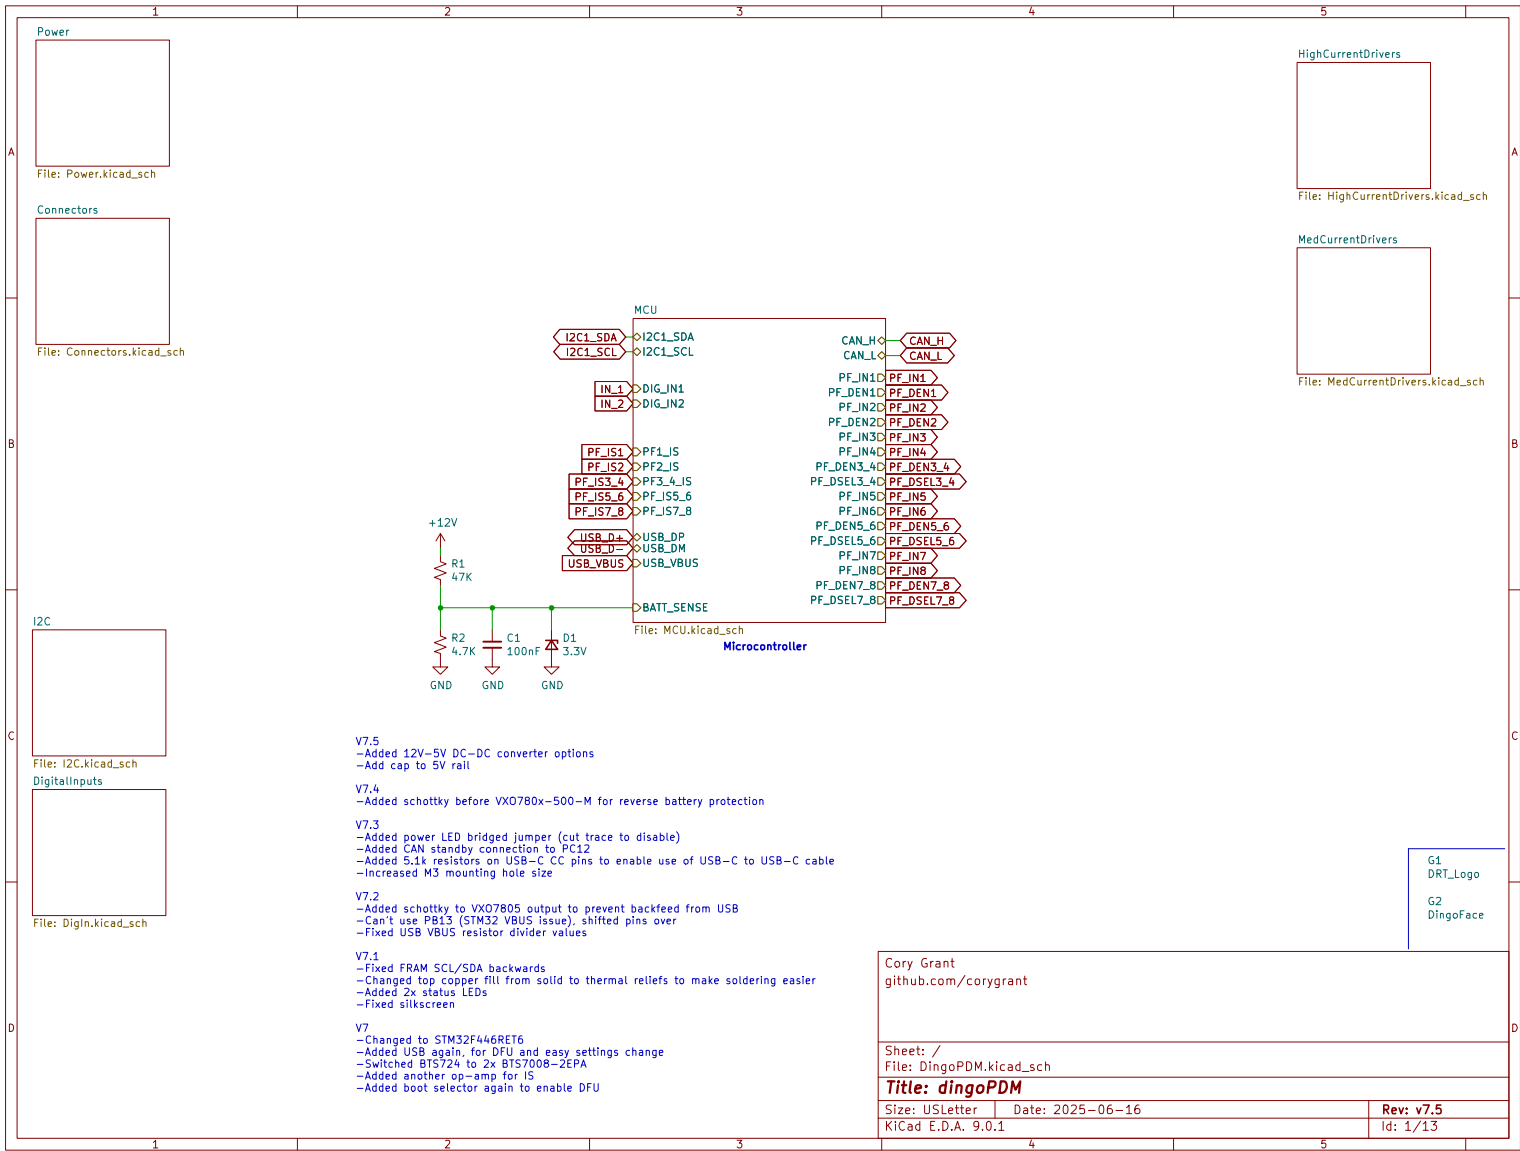 1 2 3 4 5
Power
File: Power.kicad_sch
Connectors
File: Connectors.kicad_sch
HighCurrentDrivers
File: HighCurrentDrivers.kicad_sch
MedCurrentDrivers
File: MedCurrentDrivers.kicad_sch
A A
B B
C C
D D
MCU
I2C1_SDA I2C1_SDA
I2C1_SCL I2C1_SCL
IN_1 DIG_IN1
IN_2 DIG_IN2
PF_IS1 PF1_IS
PF_IS2 PF2_IS
PF_IS3_4 PF3_4_IS
PF_IS5_6 PF_IS5_6
PF_IS7_8 PF_IS7_8
USB_D+ USB_DP
USB_D- USB_DM
USB_VBUS USB_VBUS
BATT_SENSE
CAN_H CAN_H
CAN_L CAN_L
PF_IN1 PF_IN1
PF_DEN1 PF_DEN1
PF_IN2 PF_IN2
PF_DEN2 PF_DEN2
PF_IN3 PF_IN3
PF_IN4 PF_IN4
PF_DEN3_4 PF_DEN3_4
PF_DSEL3_4 PF_DSEL3_4
PF_IN5 PF_IN5
PF_IN6 PF_IN6
PF_DEN5_6 PF_DEN5_6
PF_DSEL5_6 PF_DSEL5_6
PF_IN7 PF_IN7
PF_IN8 PF_IN8
PF_DEN7_8 PF_DEN7_8
PF_DSEL7_8 PF_DSEL7_8
File: MCU.kicad_sch
Microcontroller
+12V
R1
47K
R2
4.7K
C1
100nF
D1
3.3V
GND GND GND
I2C
File: I2C.kicad_sch
DigitalInputs
File: DigIn.kicad_sch
V7.5
-Added 12V-5V DC-DC converter options
-Add cap to 5V rail
V7.4
-Added schottky before VXO780x-500-M for reverse battery protection
V7.3
-Added power LED bridged jumper (cut trace to disable)
-Added CAN standby connection to PC12
-Added 5.1k resistors on USB-C CC pins to enable use of USB-C to USB-C cable
-Increased M3 mounting hole size
V7.2
-Added schottky to VXO7805 output to prevent backfeed from USB
-Can't use PB13 (STM32 VBUS issue), shifted pins over
-Fixed USB VBUS resistor divider values
V7.1
-Fixed FRAM SCL/SDA backwards
-Changed top copper fill from solid to thermal reliefs to make soldering easier
-Added 2x status LEDs
-Fixed silkscreen
V7
-Changed to STM32F446RET6
-Added USB again, for DFU and easy settings change
-Switched BTS724 to 2x BTS7008-2EPA
-Added another op-amp for IS
-Added boot selector again to enable DFU
G1
DRT_Logo
G2
DingoFace
Cory Grant
github.com/corygrant
Sheet: /
File: DingoPDM.kicad_sch
Title: dingoPDM
Size: USLetter Date: 2025-06-16 Rev: v7.5
KiCad E.D.A. 9.0.1 Id: 1/13
1 2 3 4 5